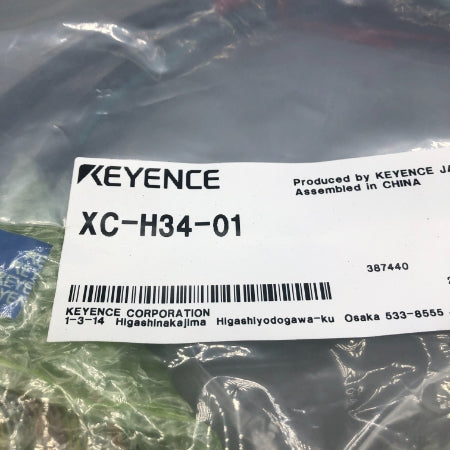 KEYENCE
Produced by KEYENCE JA
Assembled in CHINA
XC-H34-01
387440
KEYENCE CORPORATION
1-3-14 Higashinakajima Higashiyodogawa-ku Osaka 533-8555